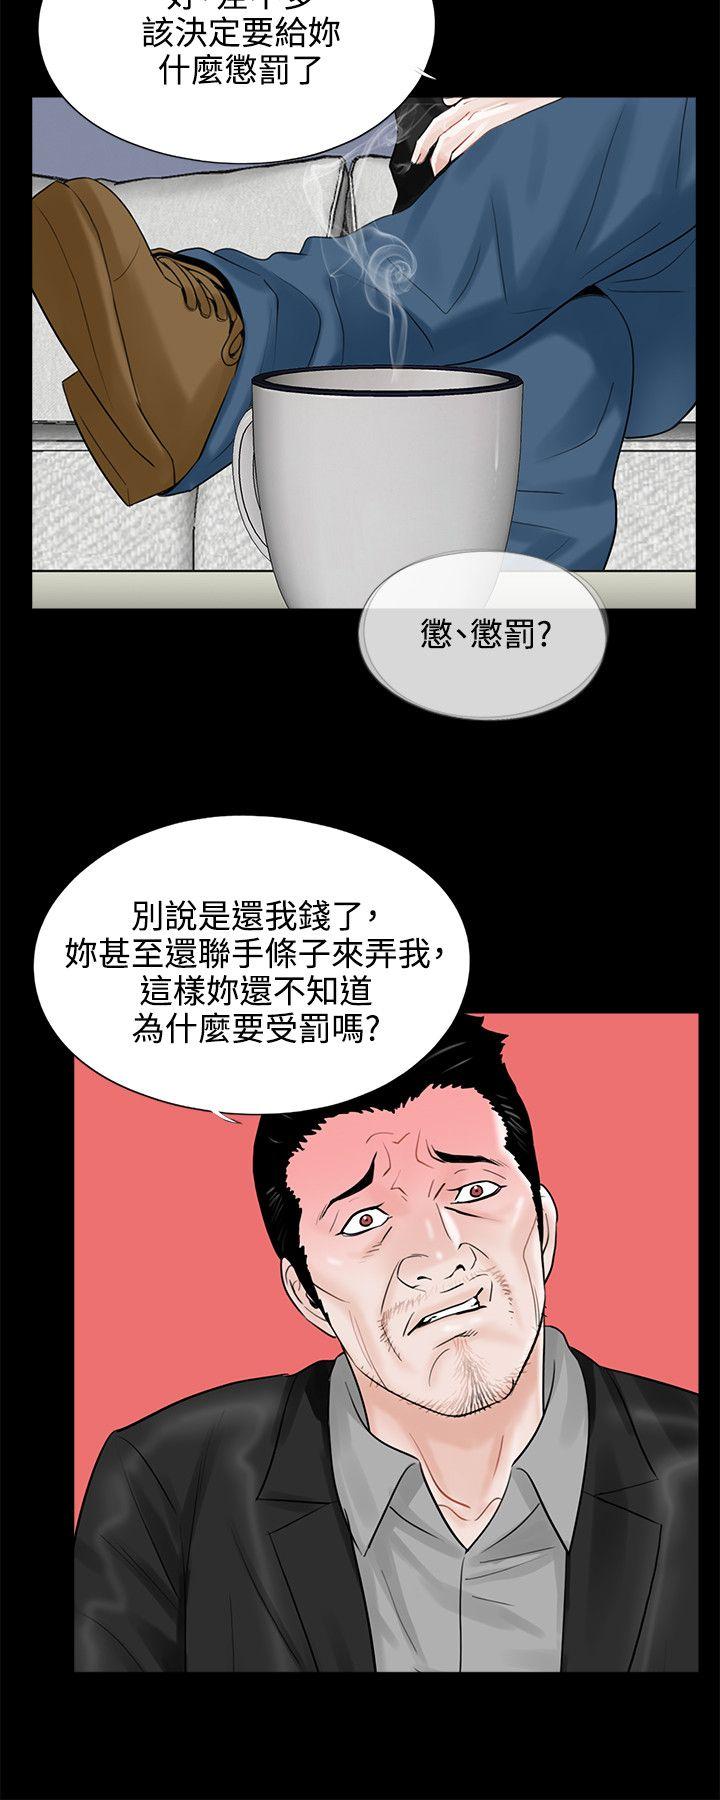 該決定要給妳
什麼懲罰了
懲、懲罰?
別說是還我錢了,
妳甚至還聯手條子來弄我,
這樣妳還不知道
為什麼要受罰嗎?